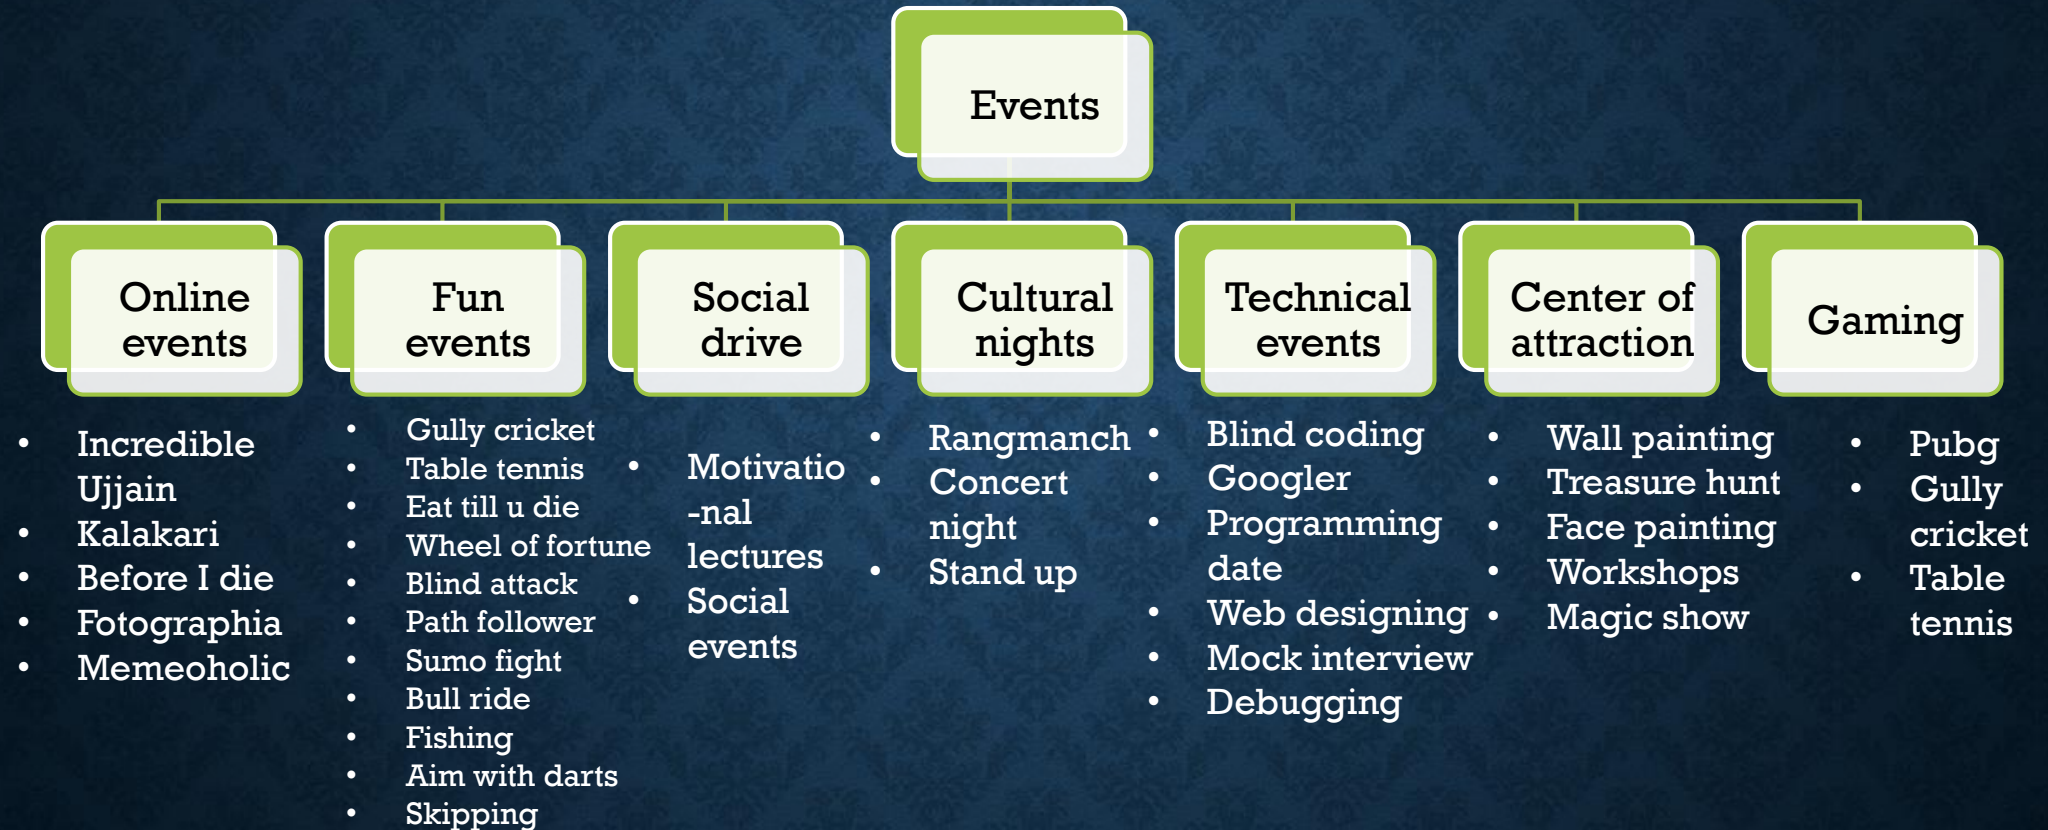 Events
Online
events
Fun
events
Social
drive
Cultural
nights
Technical
events
Center of
attraction
Gaming
• Incredible
Ujjain
• Kalakari
• Before I die
• Fotographia
• Memeoholic
• Gully cricket
• Table tennis
• Eat till u die
• Wheel of fortune
• Blind attack
• Path follower
• Sumo fight
• Bull ride
• Fishing
• Aim with darts
• Skipping
• Motivatio
-nal
lectures
• Social
events
• Rangmanch
• Concert
night
• Stand up
• Blind coding
• Googler
• Programming
date
• Web designing
• Mock interview
• Debugging
• Wall painting
• Treasure hunt
• Face painting
• Workshops
• Magic show
• Pubg
• Gully
cricket
• Table
tennis